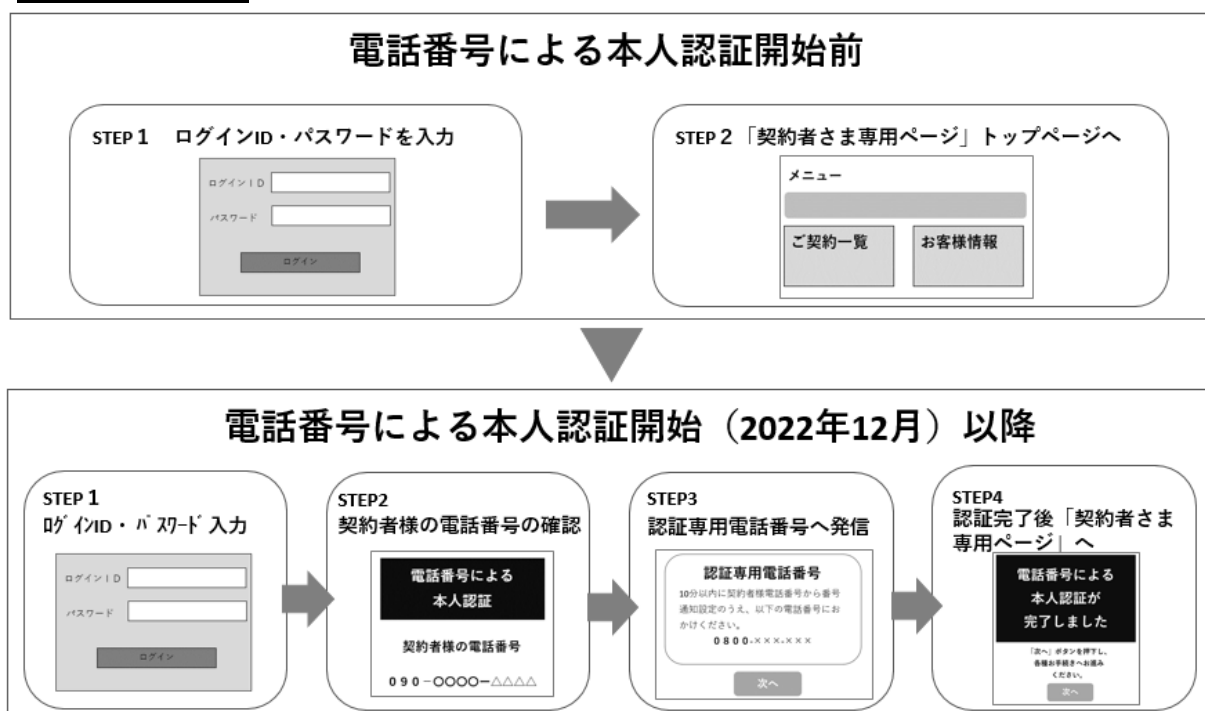 電話番号による本人認証開始前
STEP 1 ログインID・パスワードを入力
ログインＩＤ
パスワード
ログイン
STEP 2「契約者さま専用ページ」トップページへ
メニュー
ご契約一覧
お客様情報
電話番号による本人認証開始（2022年12月）以降
STEP 1
ﾛｸﾞｲﾝID・ﾊﾟｽﾜｰﾄﾞ入力
ログインＩＤ
パスワード
ログイン
STEP2
契約者様の電話番号の確認
電話番号による
本人認証
契約者様の電話番号
090－○○○○ー△△△△
STEP3
認証専用電話番号へ発信
認証専用電話番号
10分以内に契約者様電話番号から番号
通知設定のうえ、以下の電話番号にお
かけください。
0800-×××-×××
次へ
STEP4
認証完了後「契約者さま
専用ページ」へ
電話番号による
本人認証が
完了しました
「次へ」ボタンを押下し、
各種お手続きへお進み
ください。
次へ